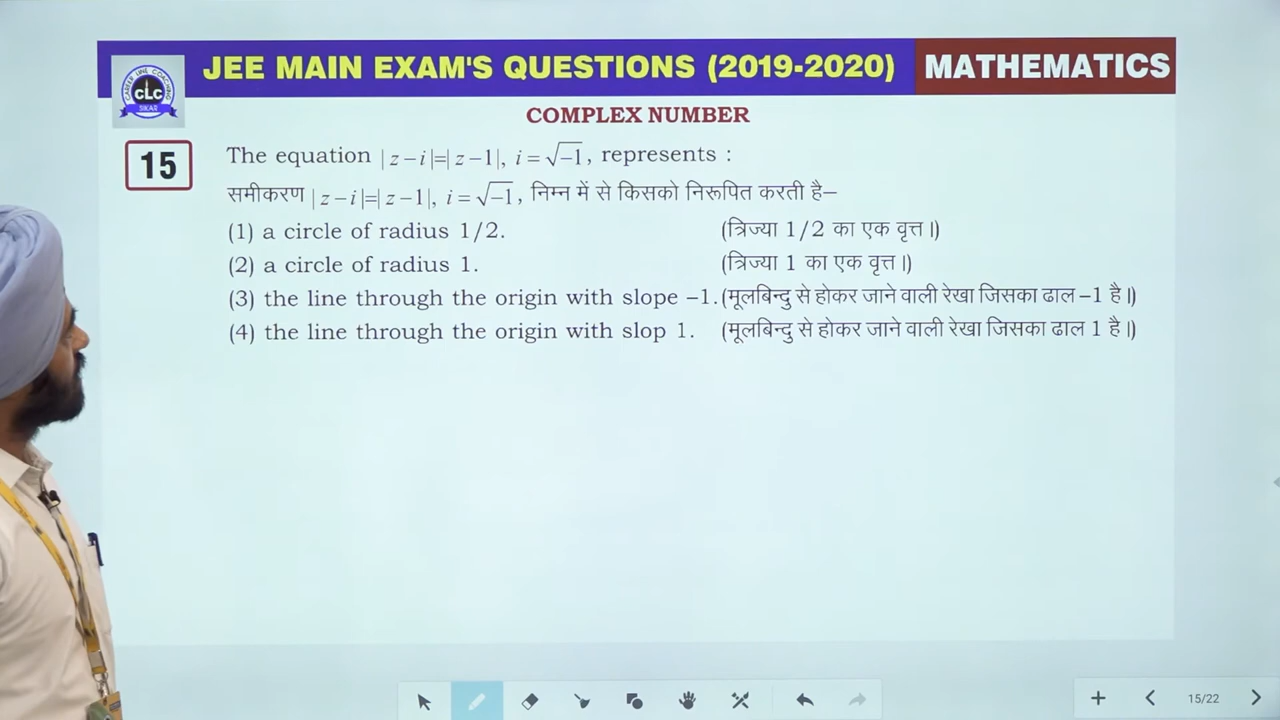 JEE MAIN EXAM'S QUESTIONS (2019-2020) MATHEMATICS
CAREER LINE COACHING
CLC
SIKAR
COMPLEX NUMBER
15
The equation |z−i|=|z−1|, i=√−1, represents :
समीकरण |z−i|=|z−1|, i=√−1, निम्न में से किसको निरूपित करती है–
(1) a circle of radius 1/2. (त्रिज्या 1/2 का एक वृत्त।)
(2) a circle of radius 1. (त्रिज्या 1 का एक वृत्त।)
(3) the line through the origin with slope −1. (मूलबिन्दु से होकर जाने वाली रेखा जिसका ढाल −1 है।)
(4) the line through the origin with slop 1. (मूलबिन्दु से होकर जाने वाली रेखा जिसका ढाल 1 है।)
15/22